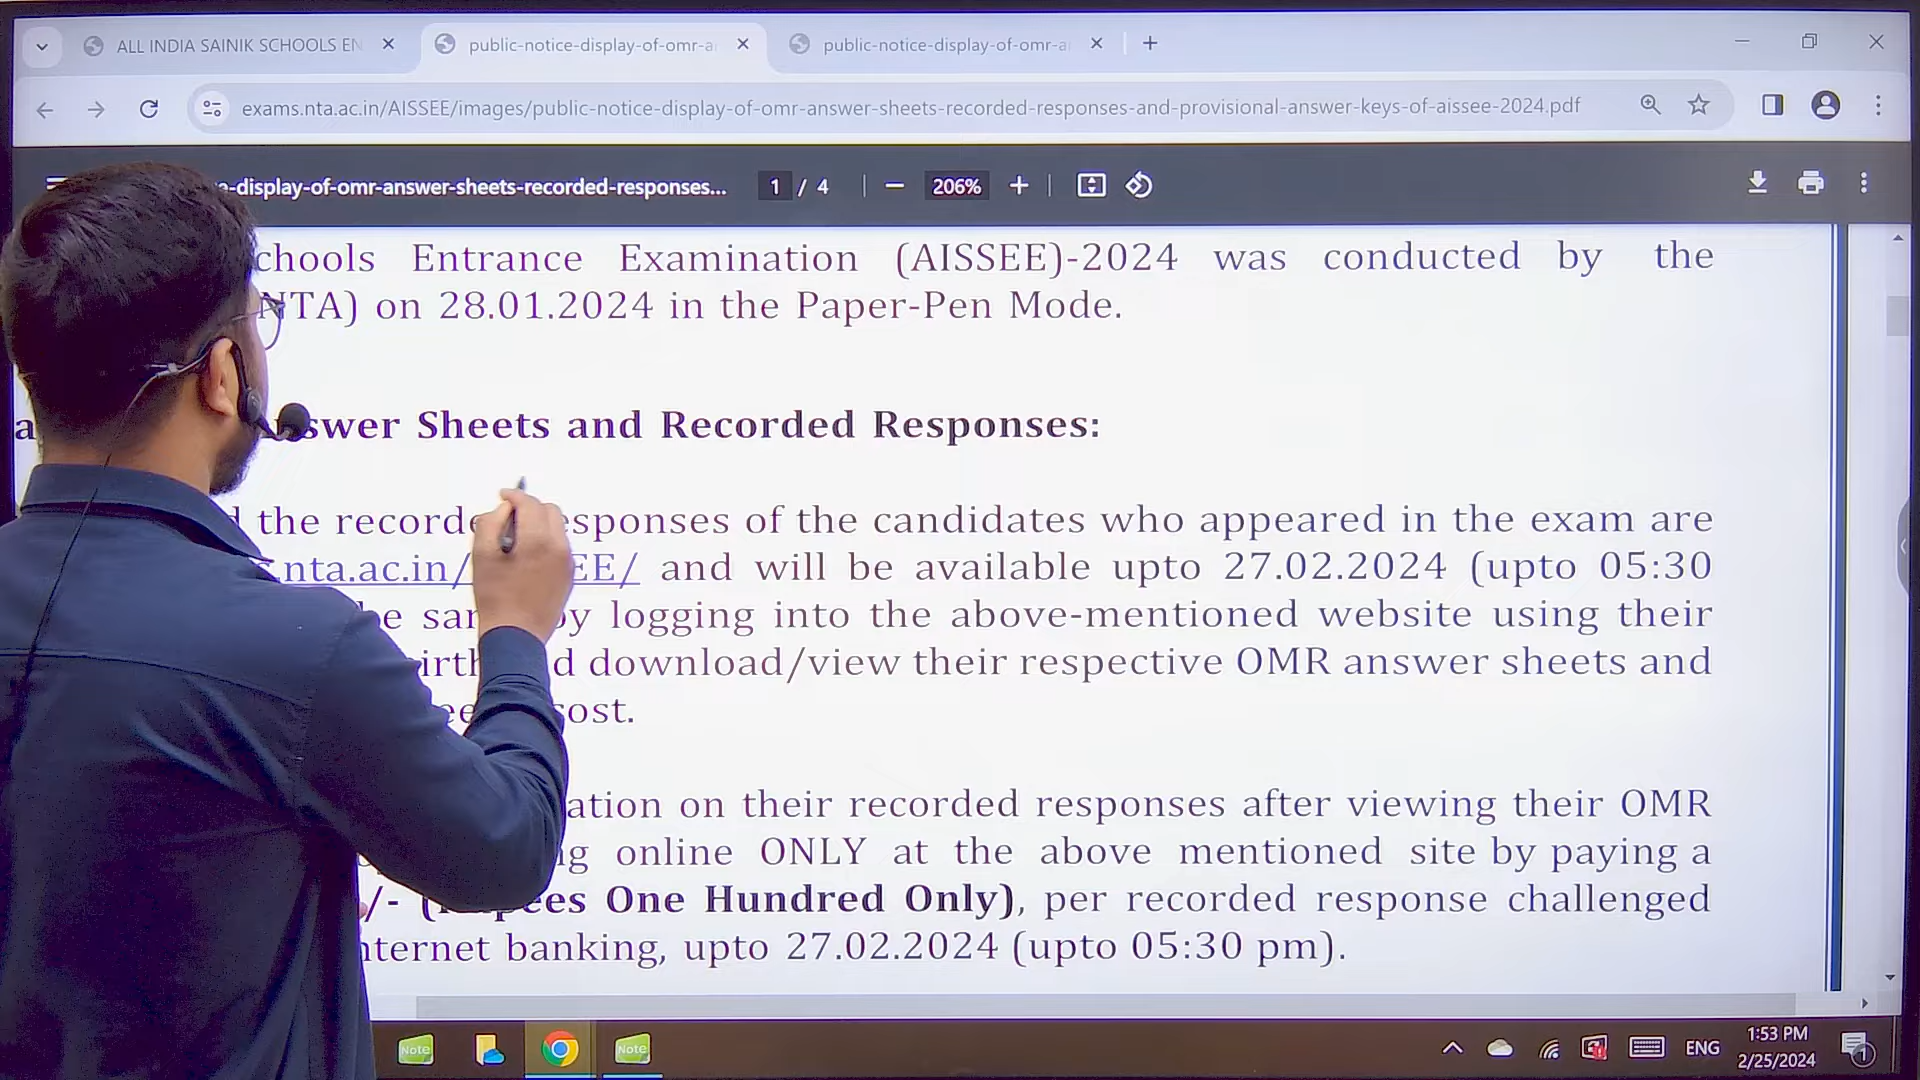 ALL INDIA SAINIK SCHOOLS EN
public-notice-display-of-omr-a
public-notice-display-of-omr-a
exams.nta.ac.in/AISSEE/images/public-notice-display-of-omr-answer-sheets-recorded-responses-and-provisional-answer-keys-of-aissee-2024.pdf
-display-of-omr-answer-sheets-recorded-responses...
1 / 4
206%
chools Entrance Examination (AISSEE)-2024 was conducted by the
NTA) on 28.01.2024 in the Paper-Pen Mode.
swer Sheets and Recorded Responses:
the recorde esponses of the candidates who appeared in the exam are
.nta.ac.in/ EE/ and will be available upto 27.02.2024 (upto 05:30
by logging into the above-mentioned website using their
irth download/view their respective OMR answer sheets and
cost.
ation on their recorded responses after viewing their OMR
online ONLY at the above mentioned site by paying a
/- (Rupees One Hundred Only), per recorded response challenged
nternet banking, upto 27.02.2024 (upto 05:30 pm).
Note
Note
ENG
1:53 PM
2/25/2024
1